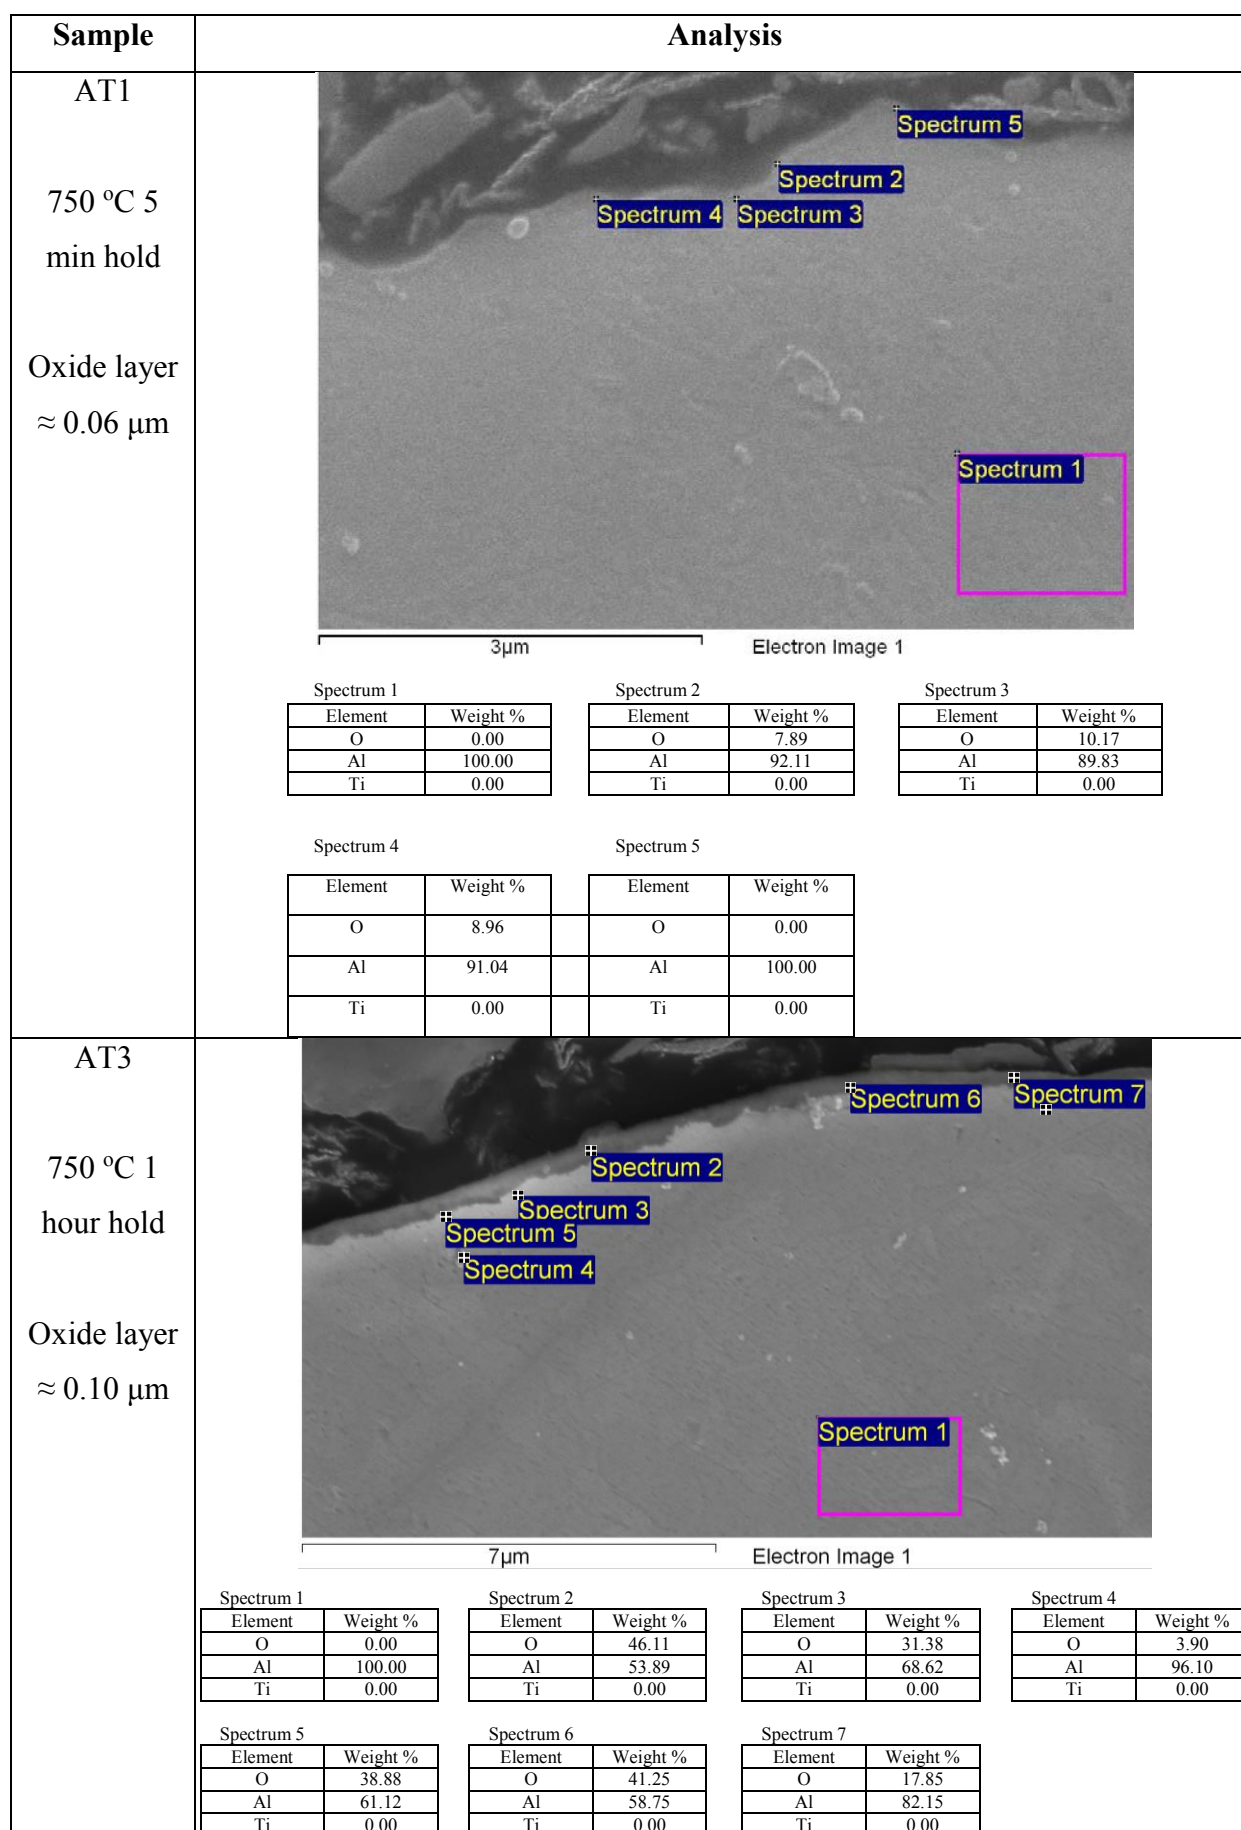 Sample Analysis
AT1
750 ºC 5
min hold
Oxide layer
≈ 0.06 μm
Spectrum 5
Spectrum 2
Spectrum 4 Spectrum 3
Spectrum 1
3μm Electron Image 1
Spectrum 1 Spectrum 2 Spectrum 3
Element Weight % Element Weight % Element Weight %
O 0.00 O 7.89 O 10.17
Al 100.00 Al 92.11 Al 89.83
Ti 0.00 Ti 0.00 Ti 0.00
Spectrum 4 Spectrum 5
Element Weight % Element Weight %
O 8.96 O 0.00
Al 91.04 Al 100.00
Ti 0.00 Ti 0.00
AT3
750 ºC 1
hour hold
Oxide layer
≈ 0.10 μm
Spectrum 6 Spectrum 7
Spectrum 2
Spectrum 3
Spectrum 5
Spectrum 4
Spectrum 1
7μm Electron Image 1
Spectrum 1 Spectrum 2 Spectrum 3 Spectrum 4
Element Weight % Element Weight % Element Weight % Element Weight %
O 0.00 O 46.11 O 31.38 O 3.90
Al 100.00 Al 53.89 Al 68.62 Al 96.10
Ti 0.00 Ti 0.00 Ti 0.00 Ti 0.00
Spectrum 5 Spectrum 6 Spectrum 7
Element Weight % Element Weight % Element Weight %
O 38.88 O 41.25 O 17.85
Al 61.12 Al 58.75 Al 82.15
Ti 0.00 Ti 0.00 Ti 0.00